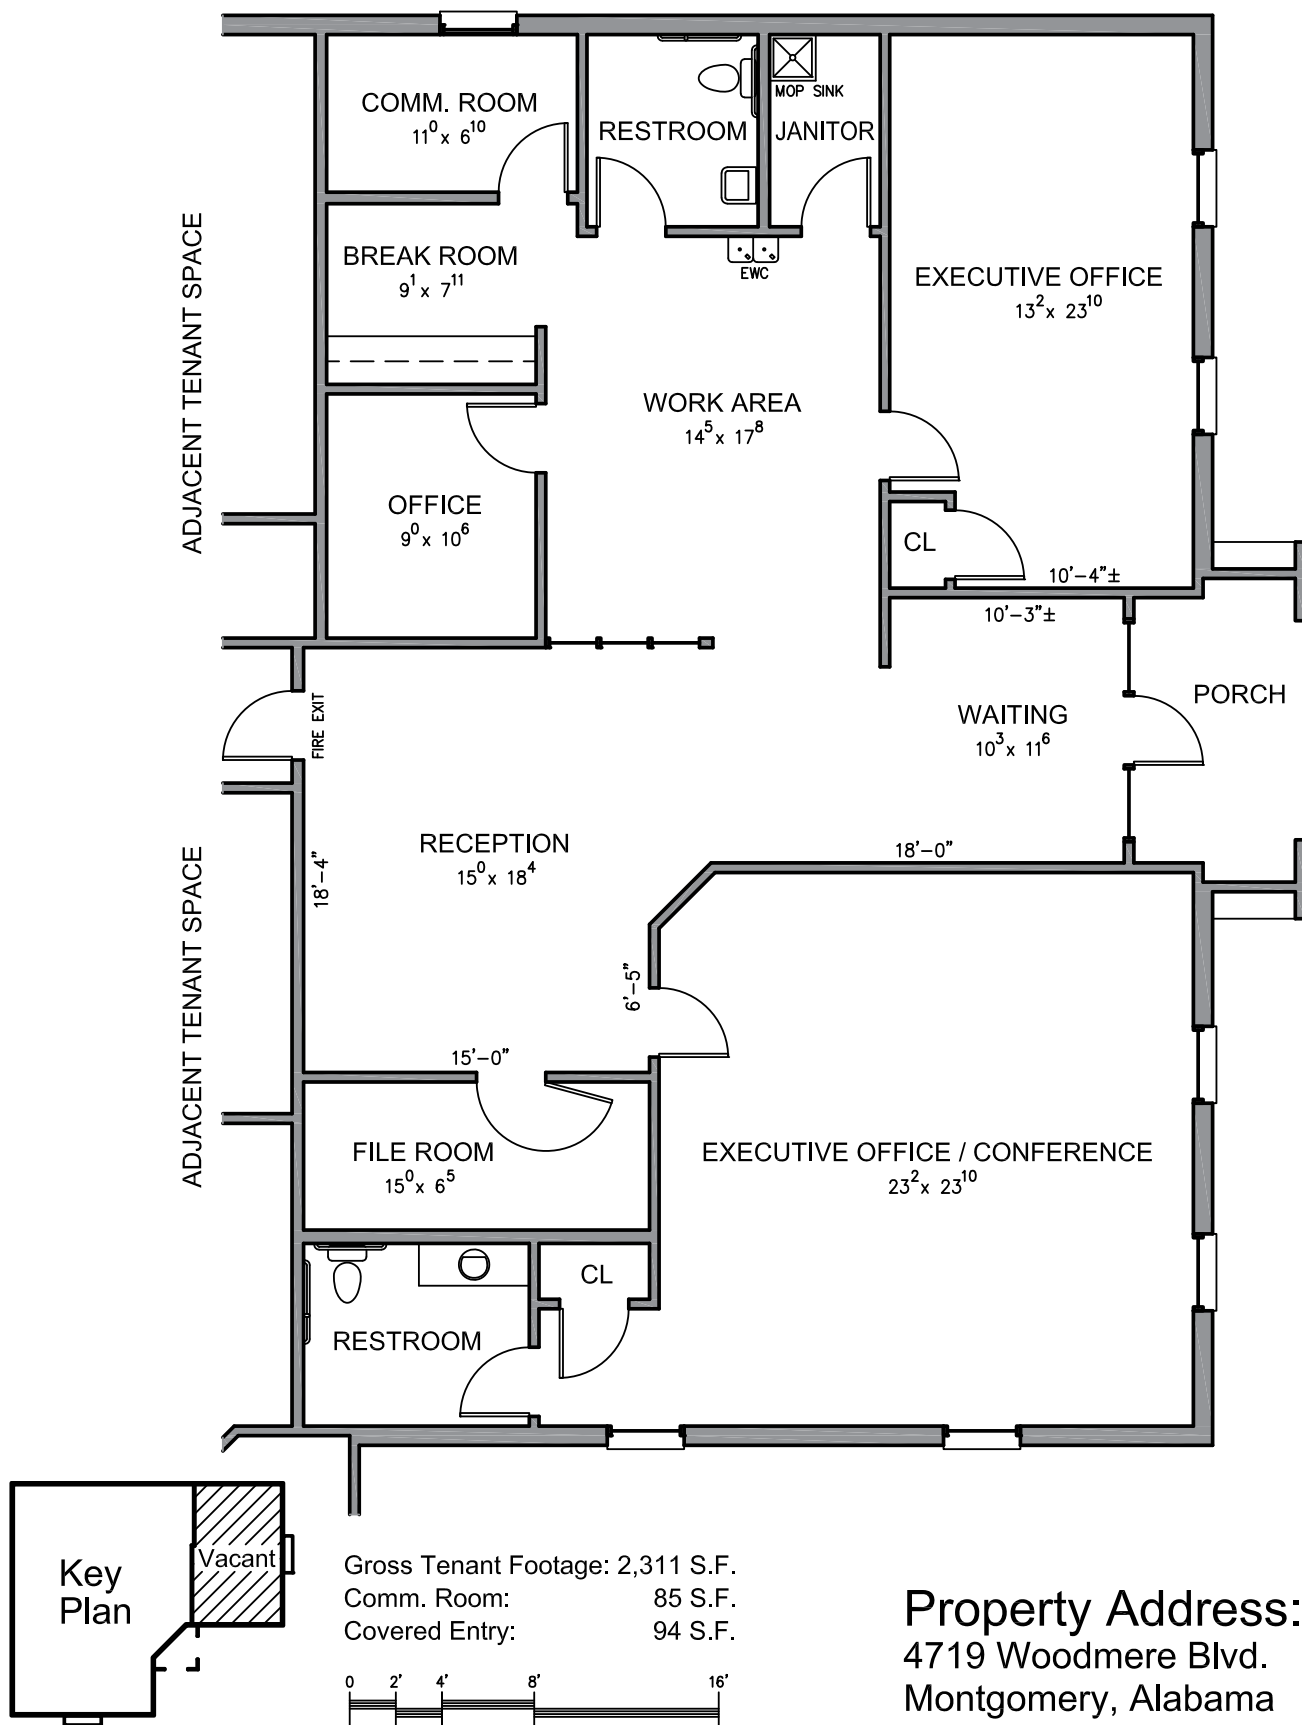 COMM. ROOM
11⁰ x 6¹⁰
RESTROOM
MOP SINK
JANITOR
ADJACENT TENANT SPACE
BREAK ROOM
9¹ x 7¹¹
EWC
EXECUTIVE OFFICE
13² x 23¹⁰
WORK AREA
14⁵ x 17⁸
OFFICE
9�0 x 10⁶
CL
10'-4"±
10'-3"±
FIRE EXIT
WAITING
10³ x 11⁶
PORCH
RECEPTION
15⁰ x 18⁴
18'-4"
18'-0"
ADJACENT TENANT SPACE
6'-5"
15'-0"
FILE ROOM
15⁰ x 6⁵
EXECUTIVE OFFICE / CONFERENCE
23² x 23¹⁰
CL
RESTROOM
Key
Plan
Vacant
Gross Tenant Footage: 2,311 S.F.
Comm. Room: 85 S.F.
Covered Entry: 94 S.F.
0 2' 4' 8' 16'
Property Address:
4719 Woodmere Blvd.
Montgomery, Alabama